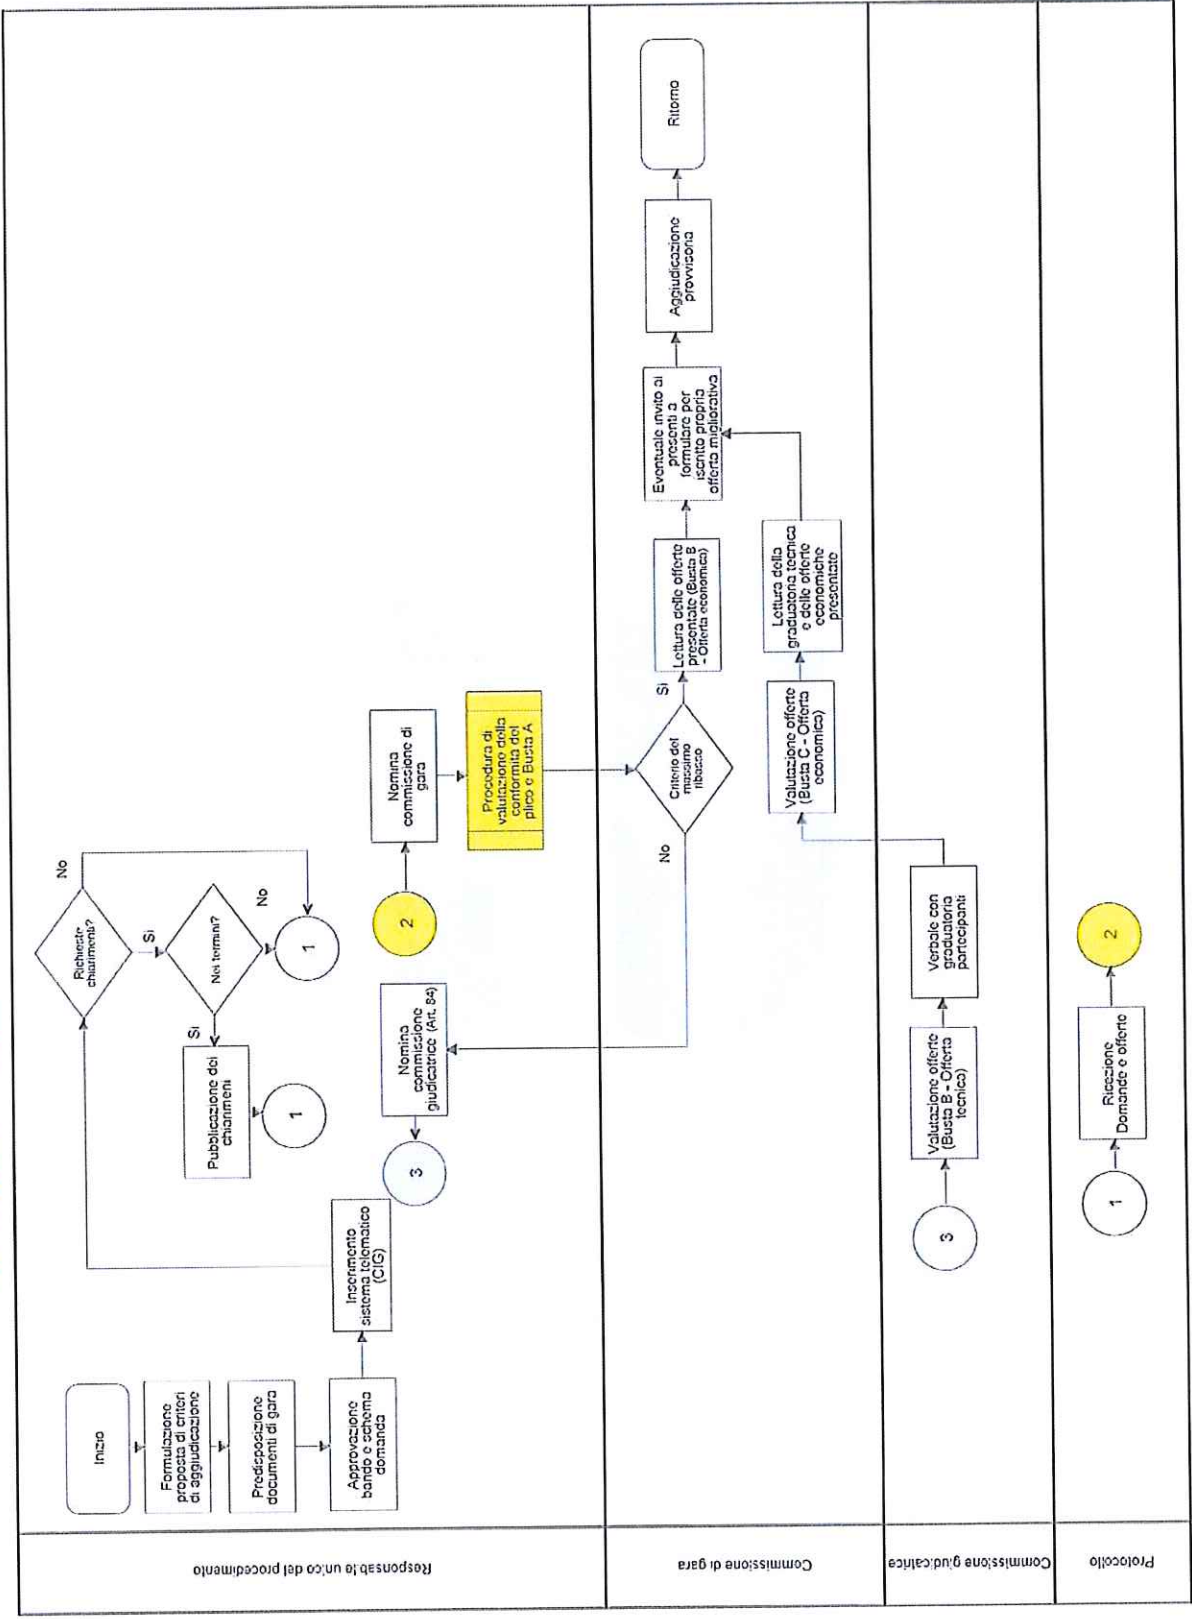 Responsabile unico del procedimento
Inizio
Formulazione
proposta di criteri
di aggiudicazione
Predisposizione
documenti di gara
Approvazione
bando e schema
domanda
Inserimento
sistema telematico
(CIG)
Richieste
chiarimenti?
No
Si
Nei termini?
No
Si
1
Pubblicazione dei
chiarimeni
1
2
Nomina
commissione di
gara
Procedura di
valutazione della
conformità del
plico e Busta A
Nomina
commissione
giudicatrice (Art. 84)
3
Commissione di gara
Criterio del
massimo
ribasso
No
Si
Lettura delle offerte
presentate (Busta B
- Offerta economica)
Eventuale invito ai
presenti a
formulare per
iscritto propria
offerta migliorativa
Aggiudicazione
provvisoria
Ritorno
Valutazione offerte
(Busta C - Offerta
economica)
Lettura della
graduatoria tecnica
e delle offerte
economiche
presentate
Commissione giudicatrice
3
Valutazione offerte
(Busta B - Offerta
tecnica)
Verbale con
graduatoria
partecipanti
Protocollo
1
Ricezione
Domande e offerte
2